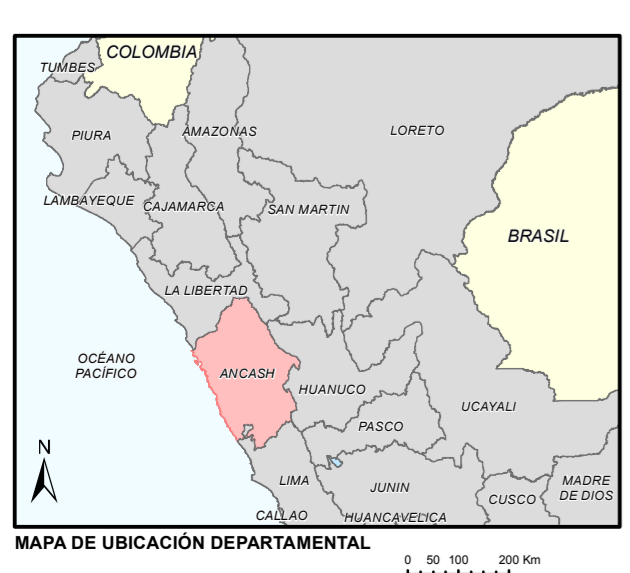 COLOMBIA
TUMBES
PIURA
AMAZONAS
LORETO
LAMBAYEQUE
CAJAMARCA
SAN MARTIN
BRASIL
LA LIBERTAD
OCÉANO
PACÍFICO
ANCASH
HUANUCO
UCAYALI
PASCO
N
LIMA
JUNIN
CUSCO
MADRE
DE DIOS
CALLAO
HUANCAVELICA
MAPA DE UBICACIÓN DEPARTAMENTAL
0 50 100 200 Km